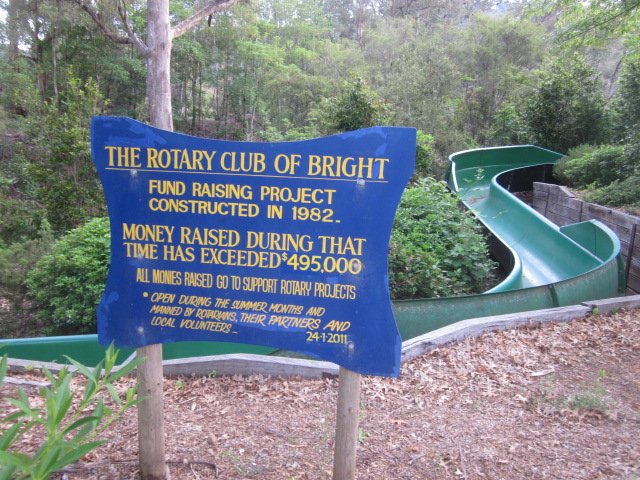 THE ROTARY CLUB OF BRIGHT
FUND RAISING PROJECT
CONSTRUCTED IN 1982.
MONEY RAISED DURING THAT
TIME HAS EXCEEDED $495,000
ALL MONIES RAISED GO TO SUPPORT ROTARY PROJECTS
• OPEN DURING THE SUMMER MONTHS AND
MANNED BY ROTARIANS, THEIR PARTNERS AND
LOCAL VOLUNTEERS -
24-1-2011